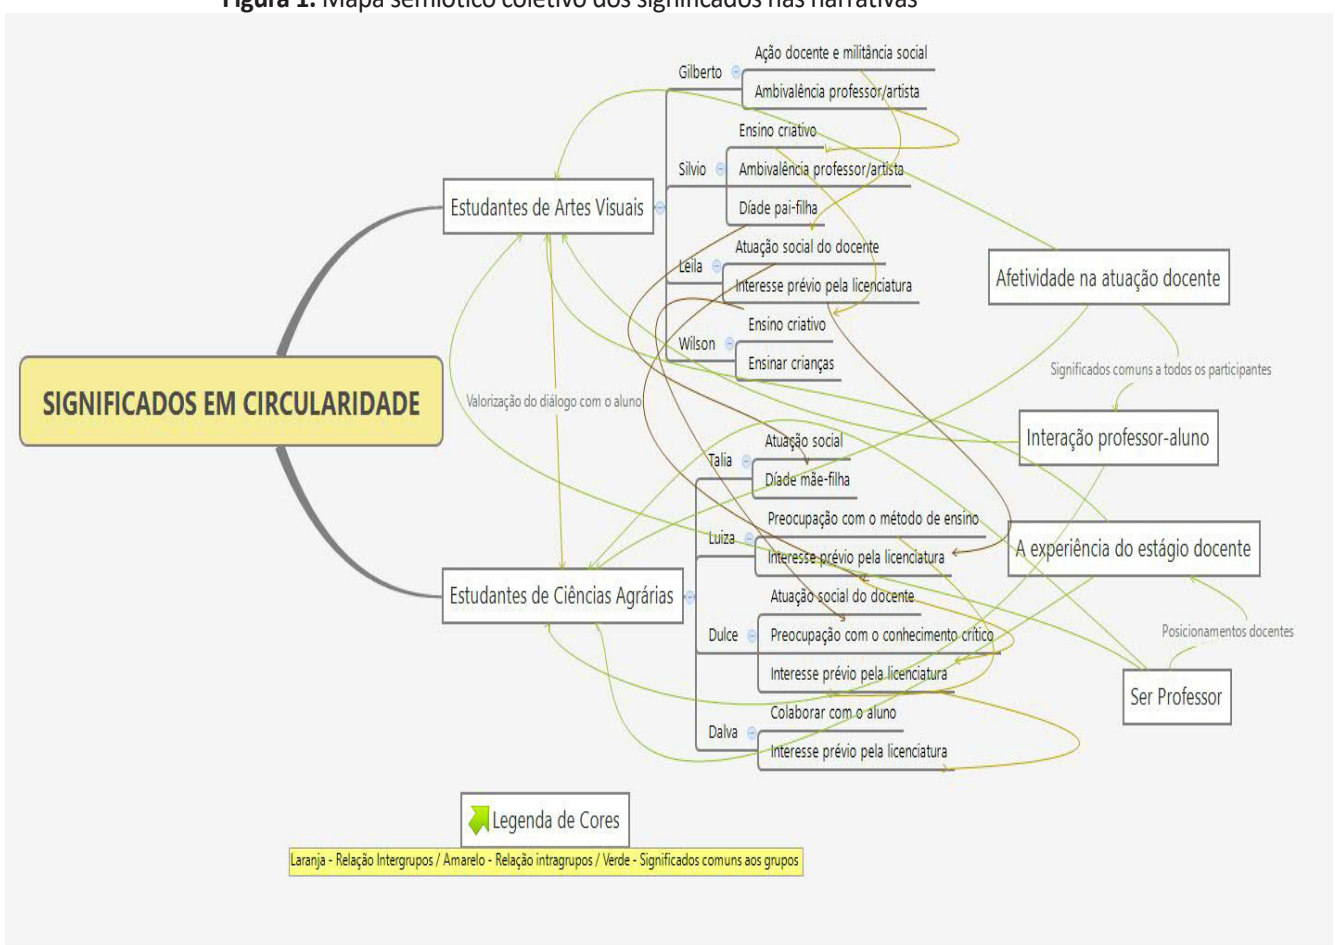 Figura 1. Mapa semiótico coletivo dos significados nas narrativas
SIGNIFICADOS EM CIRCULARIDADE
Estudantes de Artes Visuais
Gilberto
Ação docente e militância social
Ambivalência professor/artista
Silvio
Ensino criativo
Ambivalência professor/artista
Díade pai-filha
Leila
Atuação social do docente
Interesse prévio pela licenciatura
Wilson
Ensino criativo
Ensinar crianças
Valorização do diálogo com o aluno
Estudantes de Ciências Agrárias
Talia
Atuação social
Díade mãe-filha
Luiza
Preocupação com o método de ensino
Interesse prévio pela licenciatura
Dulce
Atuação social do docente
Preocupação com o conhecimento crítico
Interesse prévio pela licenciatura
Dalva
Colaborar com o aluno
Interesse prévio pela licenciatura
Afetividade na atuação docente
Significados comuns a todos os participantes
Interação professor-aluno
A experiência do estágio docente
Posicionamentos docentes
Ser Professor
Legenda de Cores
Laranja - Relação Intergrupos / Amarelo - Relação intragrupos / Verde - Significados comuns aos grupos